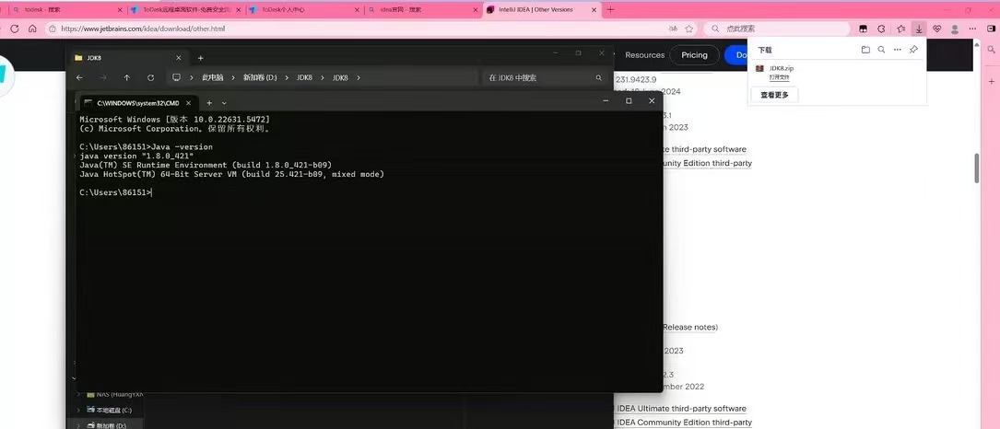 todesk - 搜索
ToDesk远程桌面软件-免费安全流
ToDesk个人中心
idea官网 - 搜索
IntelliJ IDEA | Other Versions
https://www.jetbrains.com/idea/download/other.html
点此搜索
JDK8
此电脑 > 新加卷 (D:) > JDK8 > JDK8 >
在 JDK8 中搜索
Resources
Pricing
Do
下载
JDK8.zip
打开文件
查看更多
231.9423.9
2024
3.1
n 2023
te third-party software
unity Edition third-party
C:\WINDOWS\system32\CMD
Microsoft Windows [版本 10.0.22631.5472]
(c) Microsoft Corporation。保留所有权利。
C:\Users\86151>Java -version
java version "1.8.0_421"
Java(TM) SE Runtime Environment (build 1.8.0_421-b09)
Java HotSpot(TM) 64-Bit Server VM (build 25.421-b09, mixed mode)
C:\Users\86151>
Release notes)
2023
2.3
mber 2022
IDEA Ultimate third-party software
IDEA Community Edition third-party
NAS (HuangYXN
本地磁盘 (C:)
新加卷 (D:)